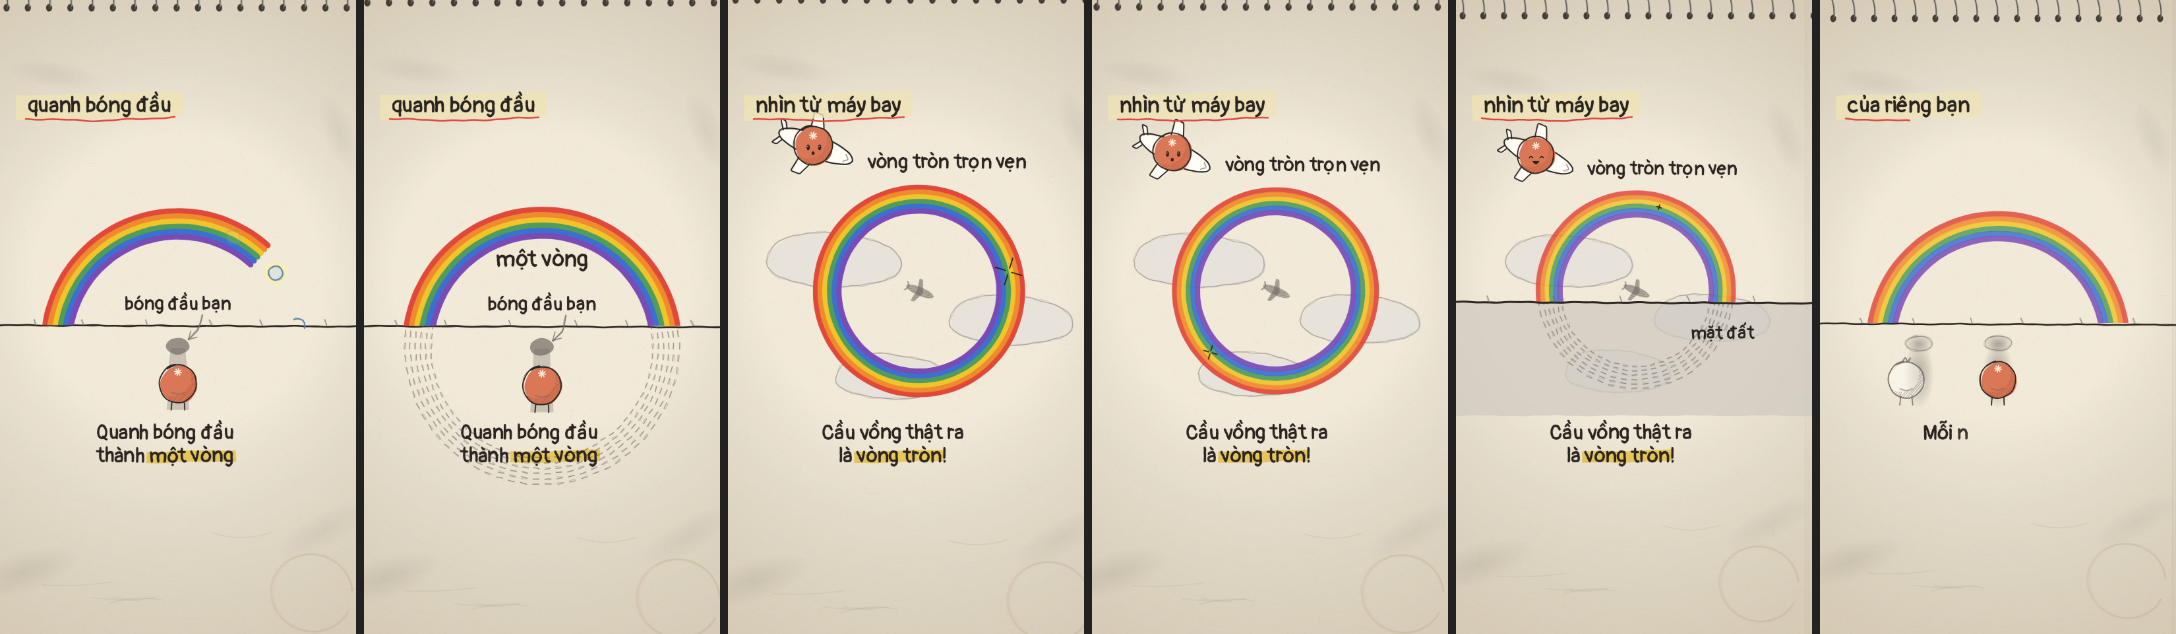 quanh bóng đầu
bóng đầu bạn
Quanh bóng đầu
thành một vòng
quanh bóng đầu
một vòng
bóng đầu bạn
Quanh bóng đầu
thành một vòng
nhìn từ máy bay
vòng tròn trọn vẹn
Cầu vồng thật ra
là vòng tròn!
nhìn từ máy bay
vòng tròn trọn vẹn
Cầu vồng thật ra
là vòng tròn!
nhìn từ máy bay
vòng tròn trọn vẹn
mặt đất
Cầu vồng thật ra
là vòng tròn!
của riêng bạn
Mỗi n